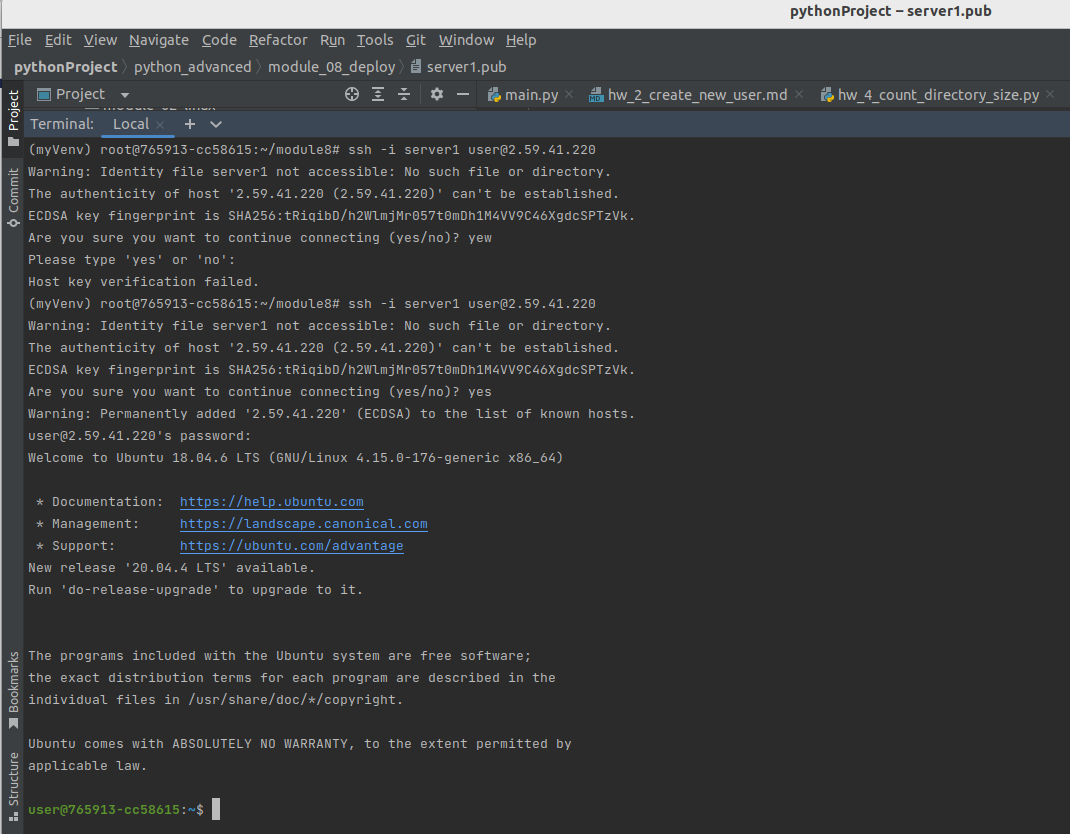 pythonProject – server1.pub
File Edit View Navigate Code Refactor Run Tools Git Window Help
pythonProject python_advanced module_08_deploy server1.pub
Project main.py hw_2_create_new_user.md hw_4_count_directory_size.py
Project
Commit
Bookmarks
Structure
Terminal: Local
(myVenv) root@765913-cc58615:~/module8# ssh -i server1 user@2.59.41.220
Warning: Identity file server1 not accessible: No such file or directory.
The authenticity of host '2.59.41.220 (2.59.41.220)' can't be established.
ECDSA key fingerprint is SHA256:tRiqibD/h2WlmjMr057t0mDh1M4VV9C46XgdcSPTzVk.
Are you sure you want to continue connecting (yes/no)? yew
Please type 'yes' or 'no':
Host key verification failed.
(myVenv) root@765913-cc58615:~/module8# ssh -i server1 user@2.59.41.220
Warning: Identity file server1 not accessible: No such file or directory.
The authenticity of host '2.59.41.220 (2.59.41.220)' can't be established.
ECDSA key fingerprint is SHA256:tRiqibD/h2WlmjMr057t0mDh1M4VV9C46XgdcSPTzVk.
Are you sure you want to continue connecting (yes/no)? yes
Warning: Permanently added '2.59.41.220' (ECDSA) to the list of known hosts.
user@2.59.41.220's password:
Welcome to Ubuntu 18.04.6 LTS (GNU/Linux 4.15.0-176-generic x86_64)
* Documentation: https://help.ubuntu.com
* Management: https://landscape.canonical.com
* Support: https://ubuntu.com/advantage
New release '20.04.4 LTS' available.
Run 'do-release-upgrade' to upgrade to it.
The programs included with the Ubuntu system are free software;
the exact distribution terms for each program are described in the
individual files in /usr/share/doc/*/copyright.
Ubuntu comes with ABSOLUTELY NO WARRANTY, to the extent permitted by
applicable law.
user@765913-cc58615:~$